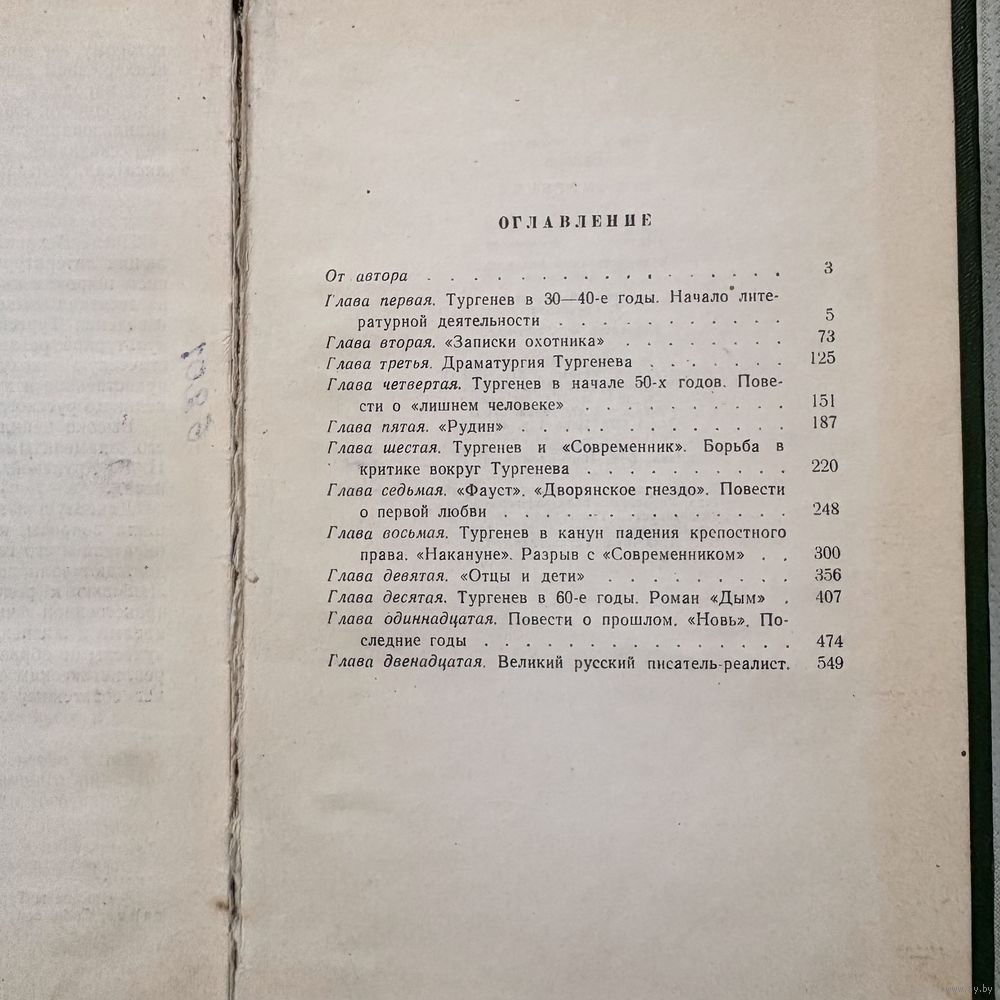 ОГЛАВЛЕНИЕ
От автора . . . . . . . . . . . . . 3
Глава первая. Тургенев в 30—40-е годы. Начало лите-
ратурной деятельности . . . . . . . . . . . 5
Глава вторая. «Записки охотника» . . . . . . . 73
Глава третья. Драматургия Тургенева . . . . . . 125
Глава четвертая. Тургенев в начале 50-х годов. Пове-
сти о «лишнем человеке» . . . . . . . . . . 151
Глава пятая. «Рудин» . . . . . . . . . . . . 187
Глава шестая. Тургенев и «Современник». Борьба в
критике вокруг Тургенева . . . . . . . . . . 220
Глава седьмая. «Фауст». «Дворянское гнездо». Повести
о первой любви . . . . . . . . . . . . . 248
Глава восьмая. Тургенев в канун падения крепостного
права. «Накануне». Разрыв с «Современником» . . 300
Глава девятая. «Отцы и дети» . . . . . . . . . 356
Глава десятая. Тургенев в 60-е годы. Роман «Дым» . 407
Глава одиннадцатая. Повести о прошлом. «Новь». По-
следние годы . . . . . . . . . . . . . . 474
Глава двенадцатая. Великий русский писатель-реалист. 549